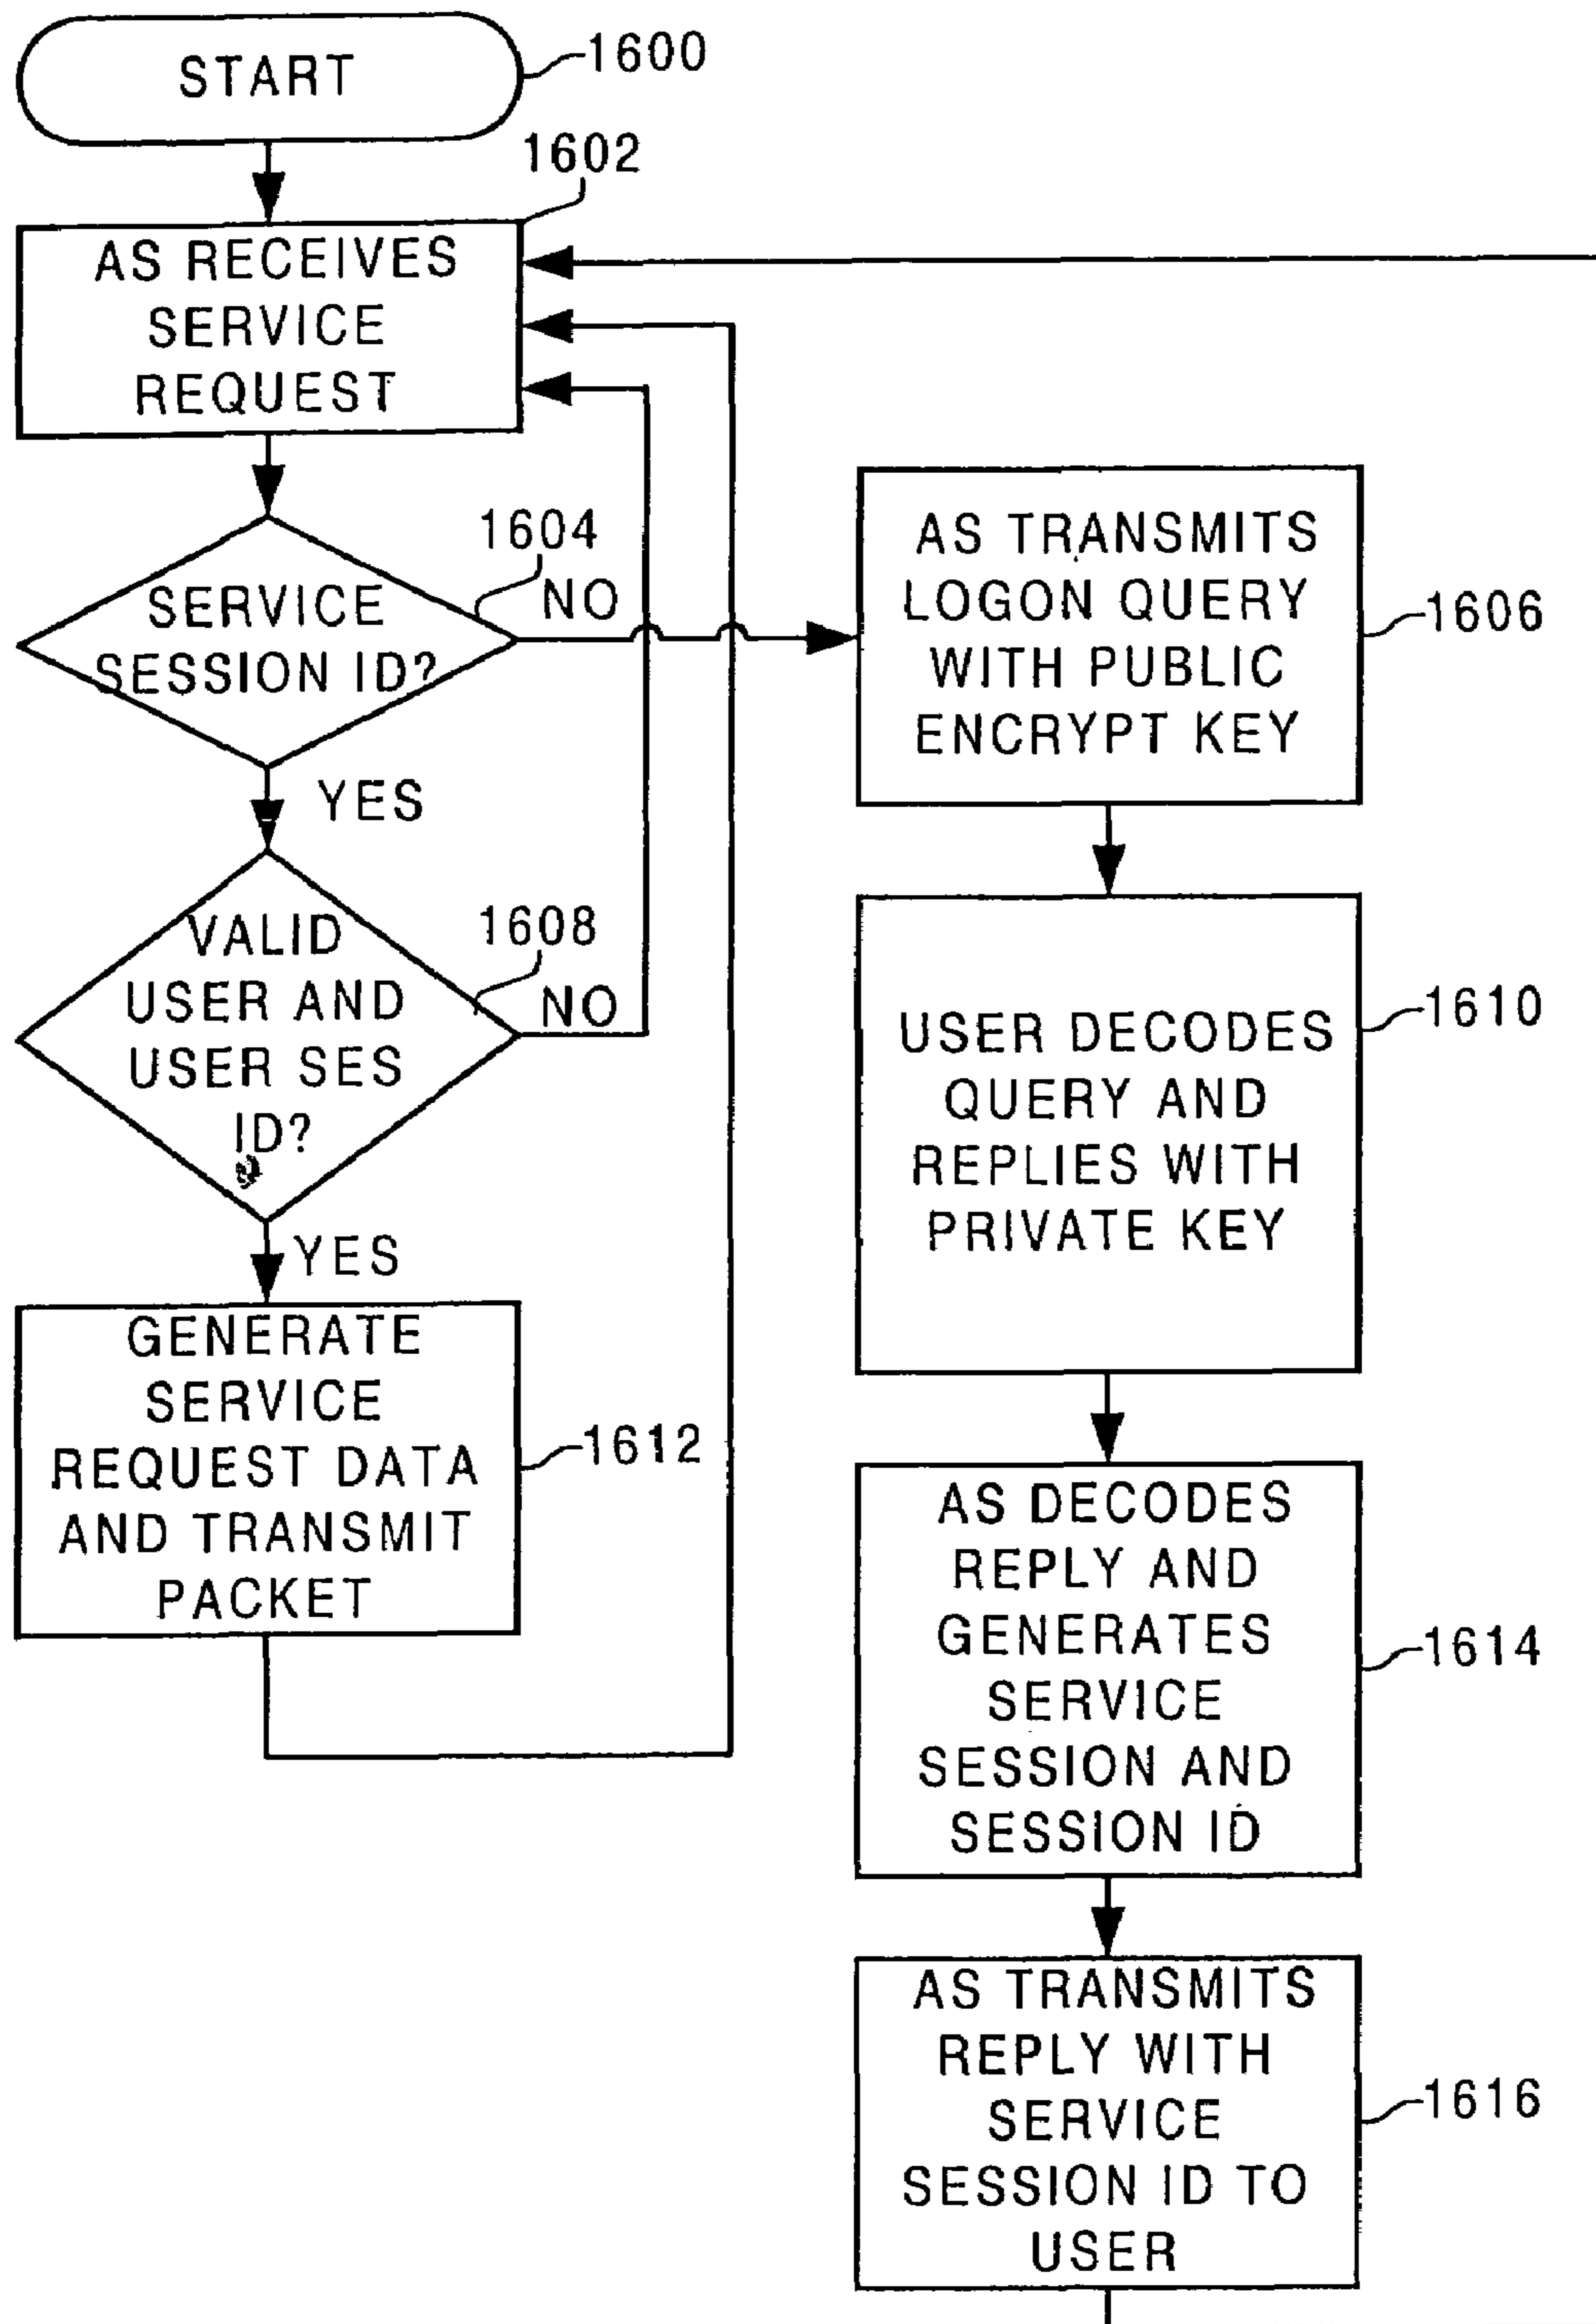 START
1600
1602
AS RECEIVES
SERVICE
REQUEST
1604
NO
SERVICE
SESSION ID?
YES
AS TRANSMITS
LOGON QUERY
WITH PUBLIC
ENCRYPT KEY
1606
1608
NO
VALID
USER AND
USER SES
ID?
YES
USER DECODES
QUERY AND
REPLIES WITH
PRIVATE KEY
1610
GENERATE
SERVICE
REQUEST DATA
AND TRANSMIT
PACKET
1612
AS DECODES
REPLY AND
GENERATES
SERVICE
SESSION AND
SESSION ID
1614
AS TRANSMITS
REPLY WITH
SERVICE
SESSION ID TO
USER
1616